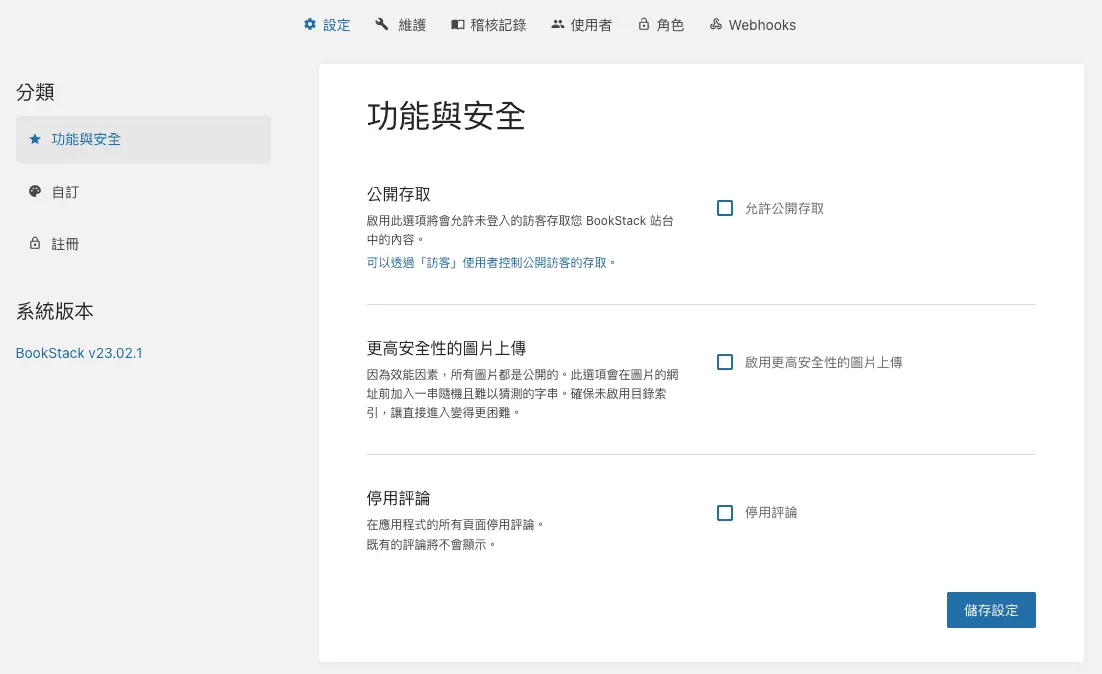 設定
維護
稽核記錄
使用者
角色
Webhooks
分類
功能與安全
自訂
註冊
系統版本
BookStack v23.02.1
功能與安全
公開存取
啟用此選項將會允許未登入的訪客存取您 BookStack 站台
中的內容。
可以透過「訪客」使用者控制公開訪客的存取。
允許公開存取
更高安全性的圖片上傳
因為效能因素，所有圖片都是公開的。此選項會在圖片的網
址前加入一串隨機且難以猜測的字串。確保未啟用目錄索
引，讓直接進入變得更困難。
啟用更高安全性的圖片上傳
停用評論
在應用程式的所有頁面停用評論。
既有的評論將不會顯示。
停用評論
儲存設定